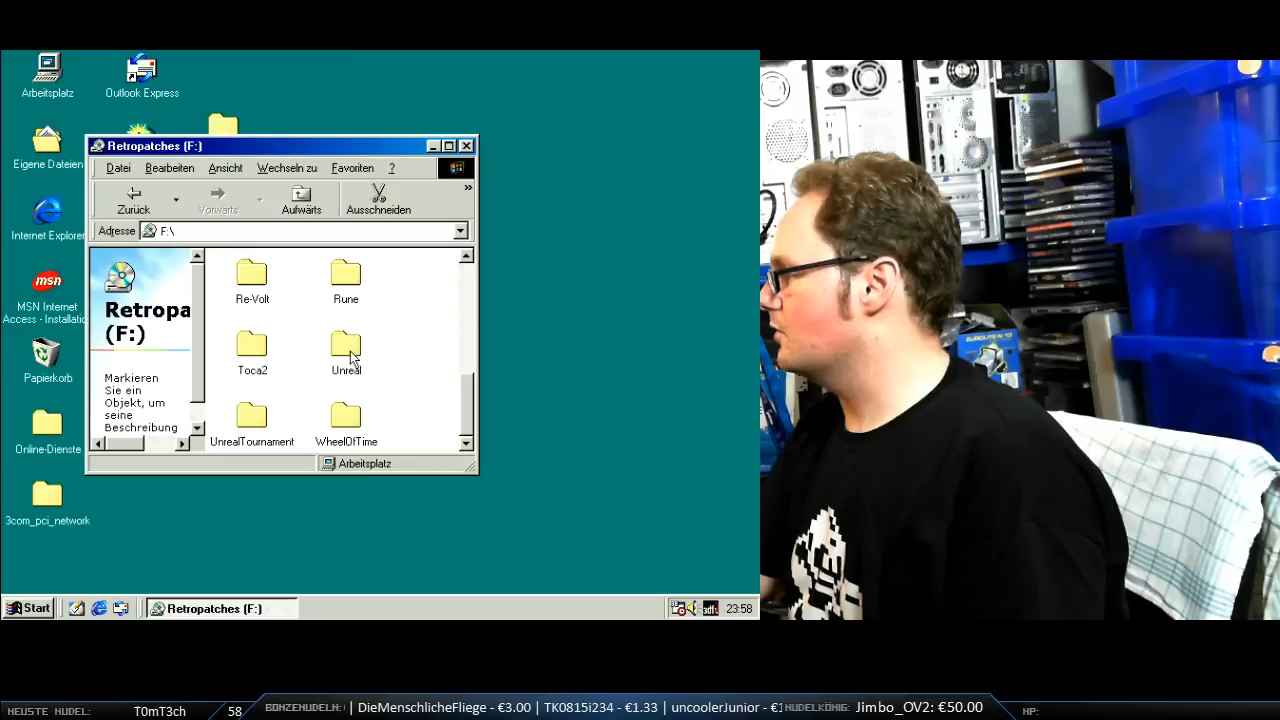 Arbeitsplatz
Outlook Express
Eigene Dateien
Internet Explorer
msn
MSN Internet
Access - Installatio
Papierkorb
Online-Dienste
3com_pci_network
Retropatches (F:)
Datei Bearbeiten Ansicht Wechseln zu Favoriten ?
Zurück Vorwärts Aufwärts Ausschneiden »
Adresse F:\
Retropa
(F:)
Markieren
Sie ein
Objekt, um
seine
Beschreibung
Re-Volt Rune
Toca2 Unreal
UnrealTournament WheelOfTime
Arbeitsplatz
Start Retropatches (F:) 23:58
NEUSTE NUDEL: T0mT3ch 58 BONZENNUDELN: | DieMenschlicheFliege - €3.00 | TK0815i234 - €1.33 | uncoolerJunior - € NUDELKÖNIG: Jimbo_OV2: €50.00 HP: